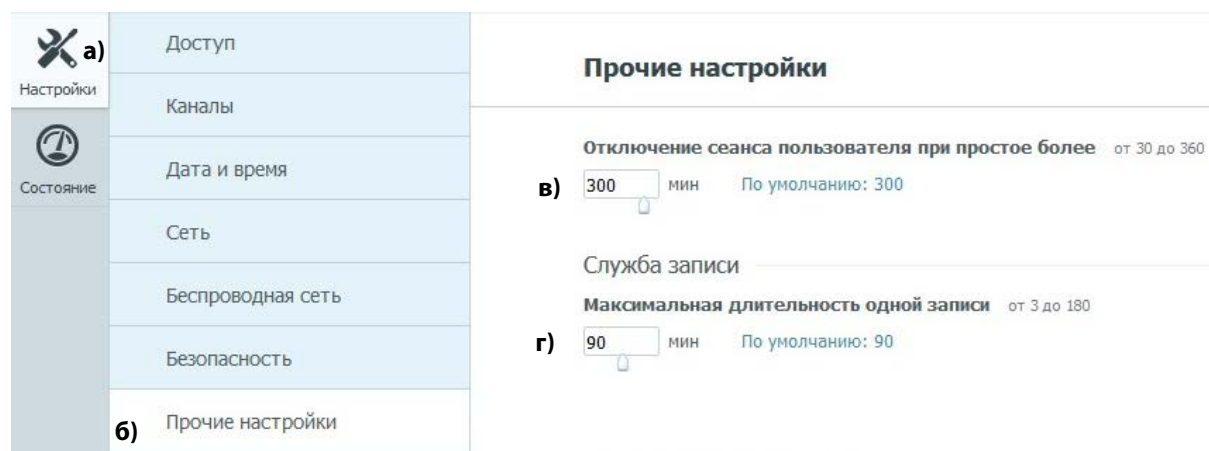 а)
Настройки
Состояние
Доступ
Каналы
Дата и время
Сеть
Беспроводная сеть
Безопасность
б) Прочие настройки
Прочие настройки
Отключение сеанса пользователя при простое более от 30 до 360
в) 300 мин По умолчанию: 300
Служба записи
Максимальная длительность одной записи от 3 до 180
г) 90 мин По умолчанию: 90